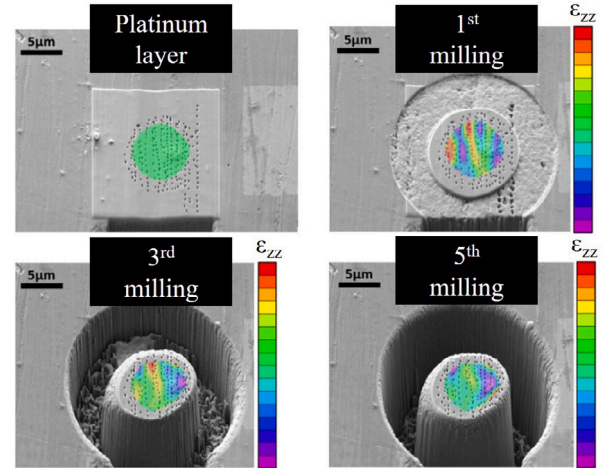 5μm
Platinum
layer
5μm
1st
milling
εzz
5μm
3rd
milling
εzz
5μm
5th
milling
εzz